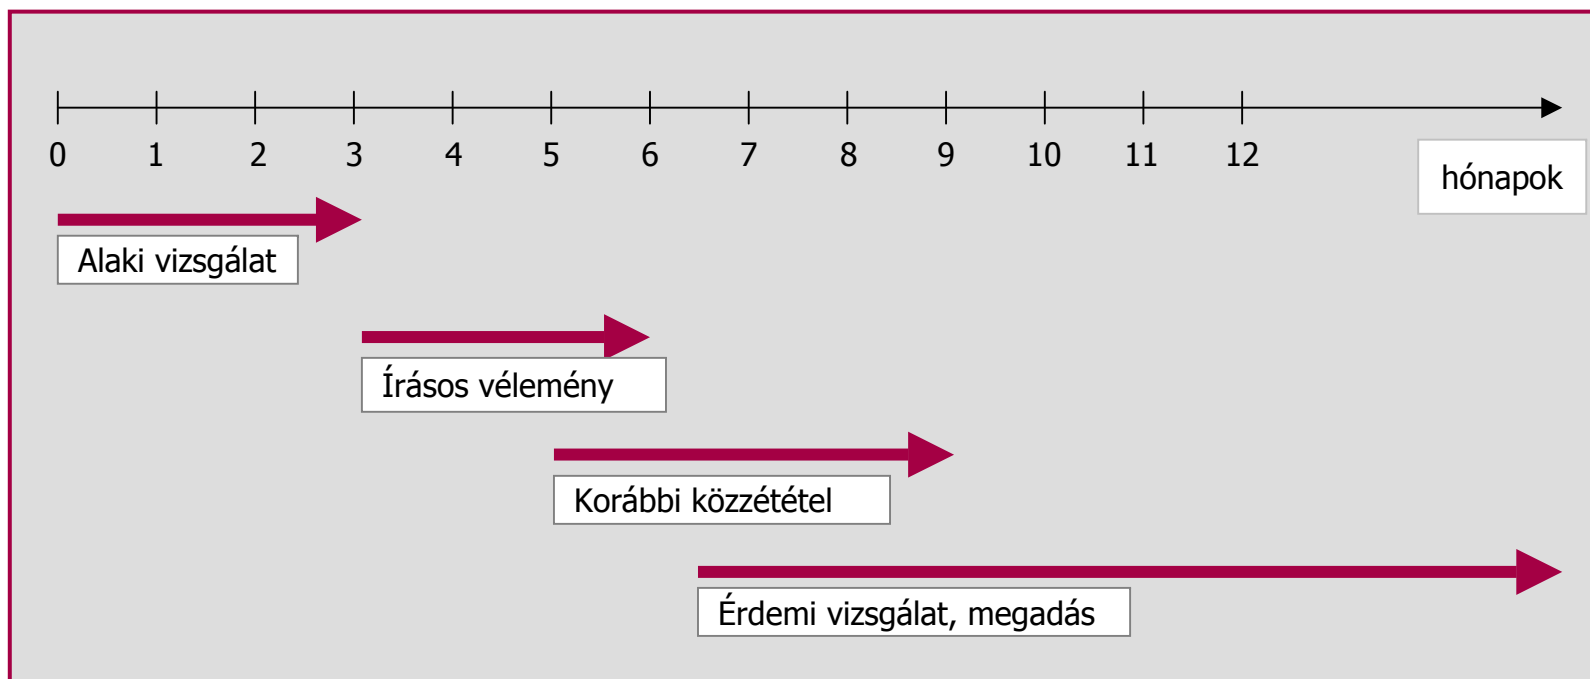 0 1 2 3 4 5 6 7 8 9 10 11 12
hónapok
Alaki vizsgálat
Írásos vélemény
Korábbi közzététel
Érdemi vizsgálat, megadás